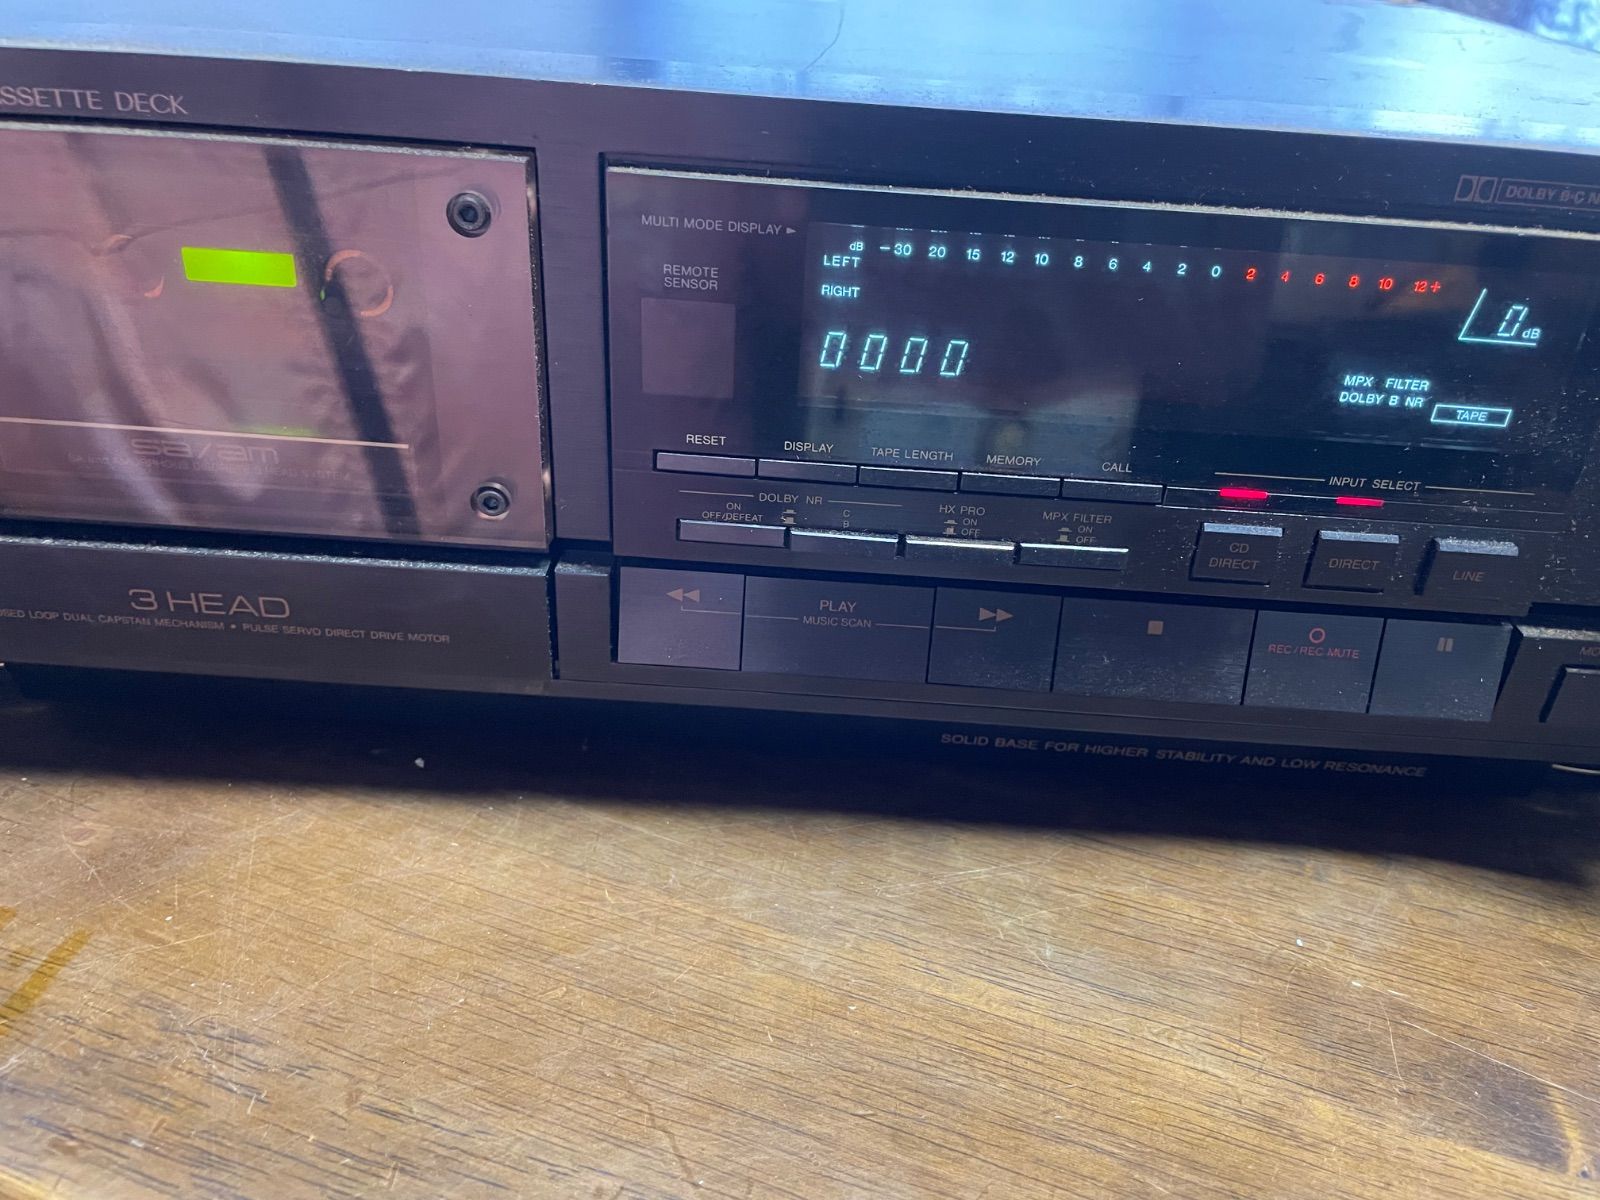 SSETTE DECK
DOLBY B·C N
MULTI MODE DISPLAY ►
dB -30 20 15 12 10 8 6 4 2 0 2 4 6 8 10 12+
LEFT
RIGHT
REMOTE
SENSOR
0 dB
0000
MPX FILTER
DOLBY B NR
TAPE
sa/am
RESET DISPLAY TAPE LENGTH MEMORY CALL
INPUT SELECT
DOLBY NR
ON
OFF/DEFEAT
C
B
HX PRO
ON
OFF
MPX FILTER
ON
OFF
CD
DIRECT
DIRECT
LINE
3 HEAD
OSED LOOP DUAL CAPSTAN MECHANISM • PULSE SERVO DIRECT DRIVE MOTOR
PLAY
MUSIC SCAN
REC/REC MUTE
MO
SOLID BASE FOR HIGHER STABILITY AND LOW RESONANCE